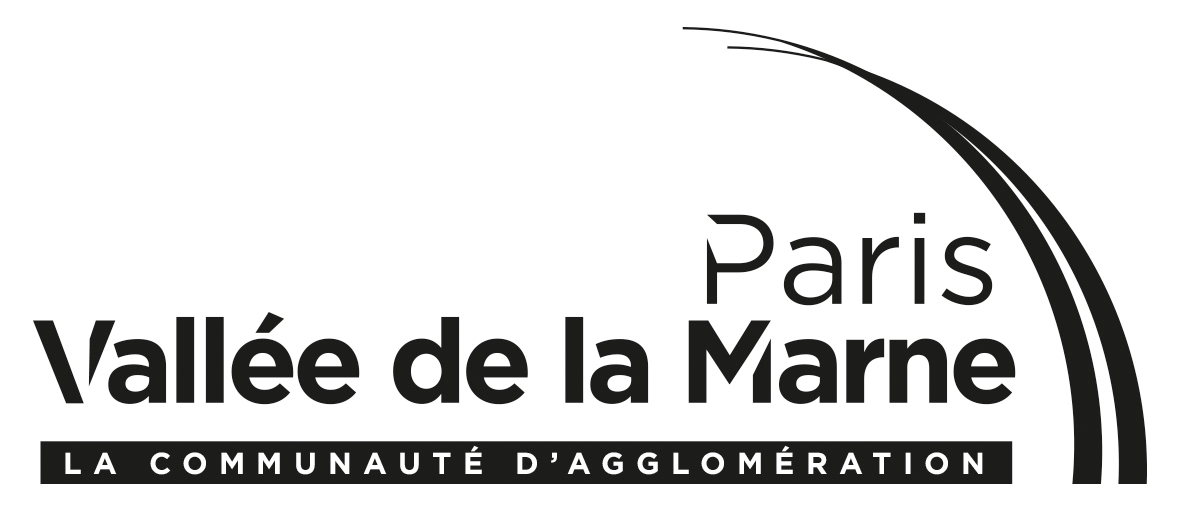 Paris
Vallée de la Marne
LA COMMUNAUTÉ D’AGGLOMÉRATION